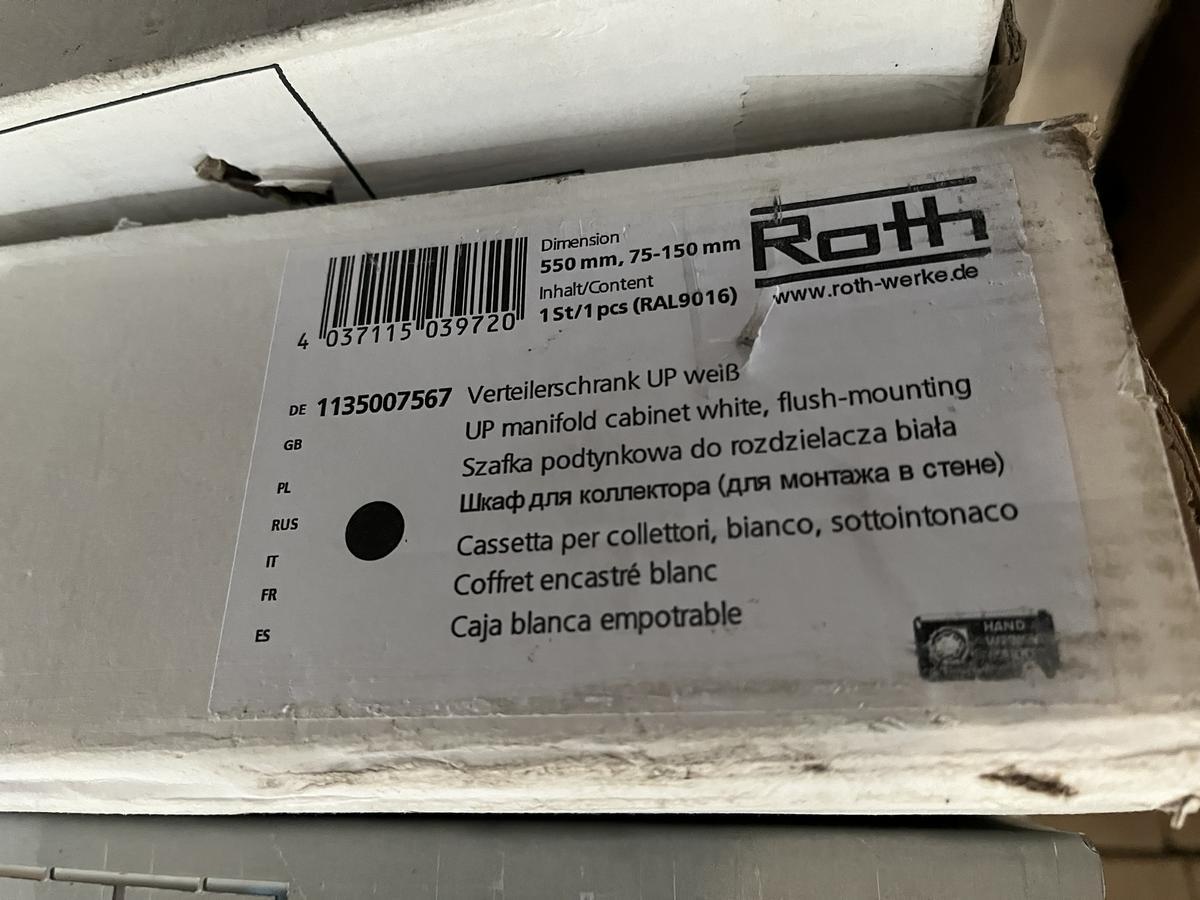 4 037115 039720
Dimension
550 mm, 75-150 mm
Inhalt/Content
1 St/1 pcs (RAL9016)
Roth
www.roth-werke.de
DE 1135007567 Verteilerschrank UP weiß
GB UP manifold cabinet white, flush-mounting
PL Szafka podtynkowa do rozdzielacza biała
RUS Шкаф для коллектора (для монтажа в стене)
IT Cassetta per collettori, bianco, sottointonaco
FR Coffret encastré blanc
ES Caja blanca empotrable
HAND